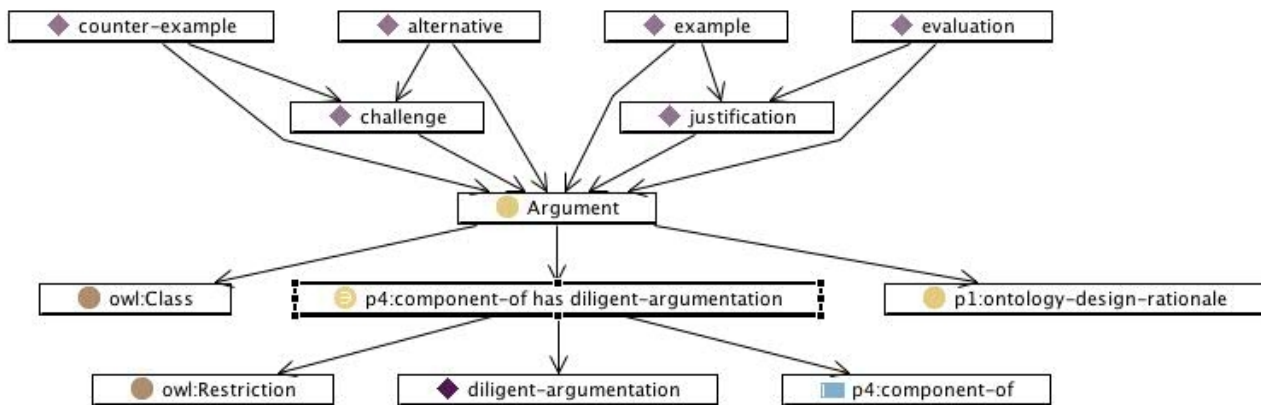 counter-example
alternative
example
evaluation
challenge
justification
Argument
owl:Class
p4:component-of has diligent-argumentation
p1:ontology-design-rationale
owl:Restriction
diligent-argumentation
p4:component-of